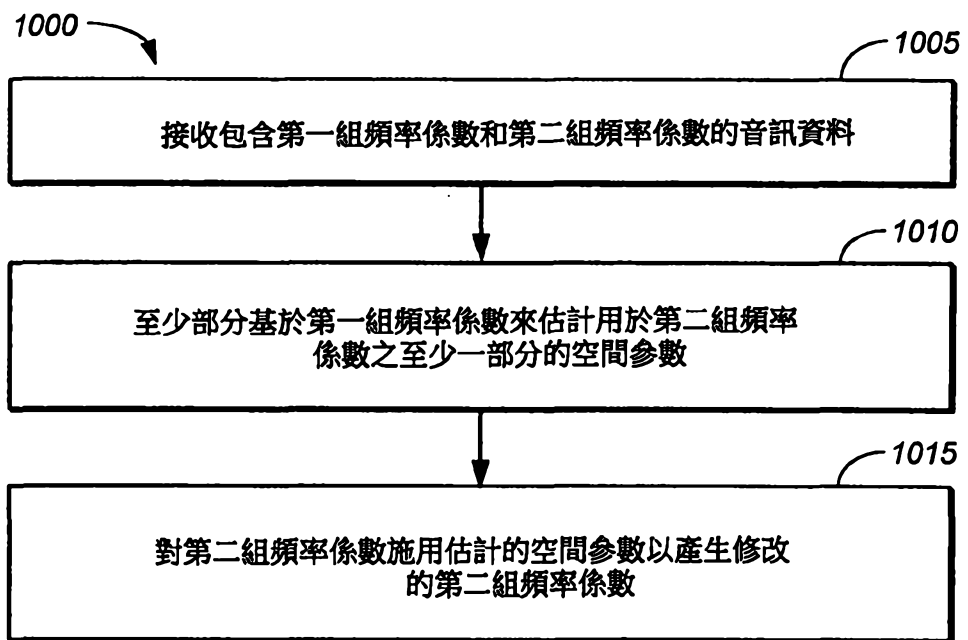 1000
1005
接收包含第一組頻率係數和第二組頻率係數的音訊資料
1010
至少部分基於第一組頻率係數來估計用於第二組頻率
係數之至少一部分的空間參數
1015
對第二組頻率係數施用估計的空間參數以產生修改
的第二組頻率係數